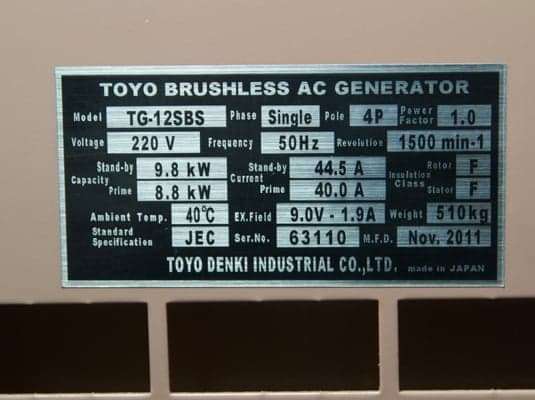 TOYO BRUSHLESS AC GENERATOR
Model TG-12SBS Phase Single Pole 4P Power Factor 1.0
Voltage 220 V Frequency 50Hz Revolution 1500 min-1
Capacity Stand-by 9.8 kW Current Stand-by 44.5 A Insulation Class Rotor F
Prime 8.8 kW Prime 40.0 A Stator F
Ambient Temp. 40℃ EX.Field 9.0V - 1.9A Weight 510kg
Standard Specification JEC Ser.No. 63110 M.F.D. Nov, 2011
TOYO DENKI INDUSTRIAL CO.,LTD. made in JAPAN